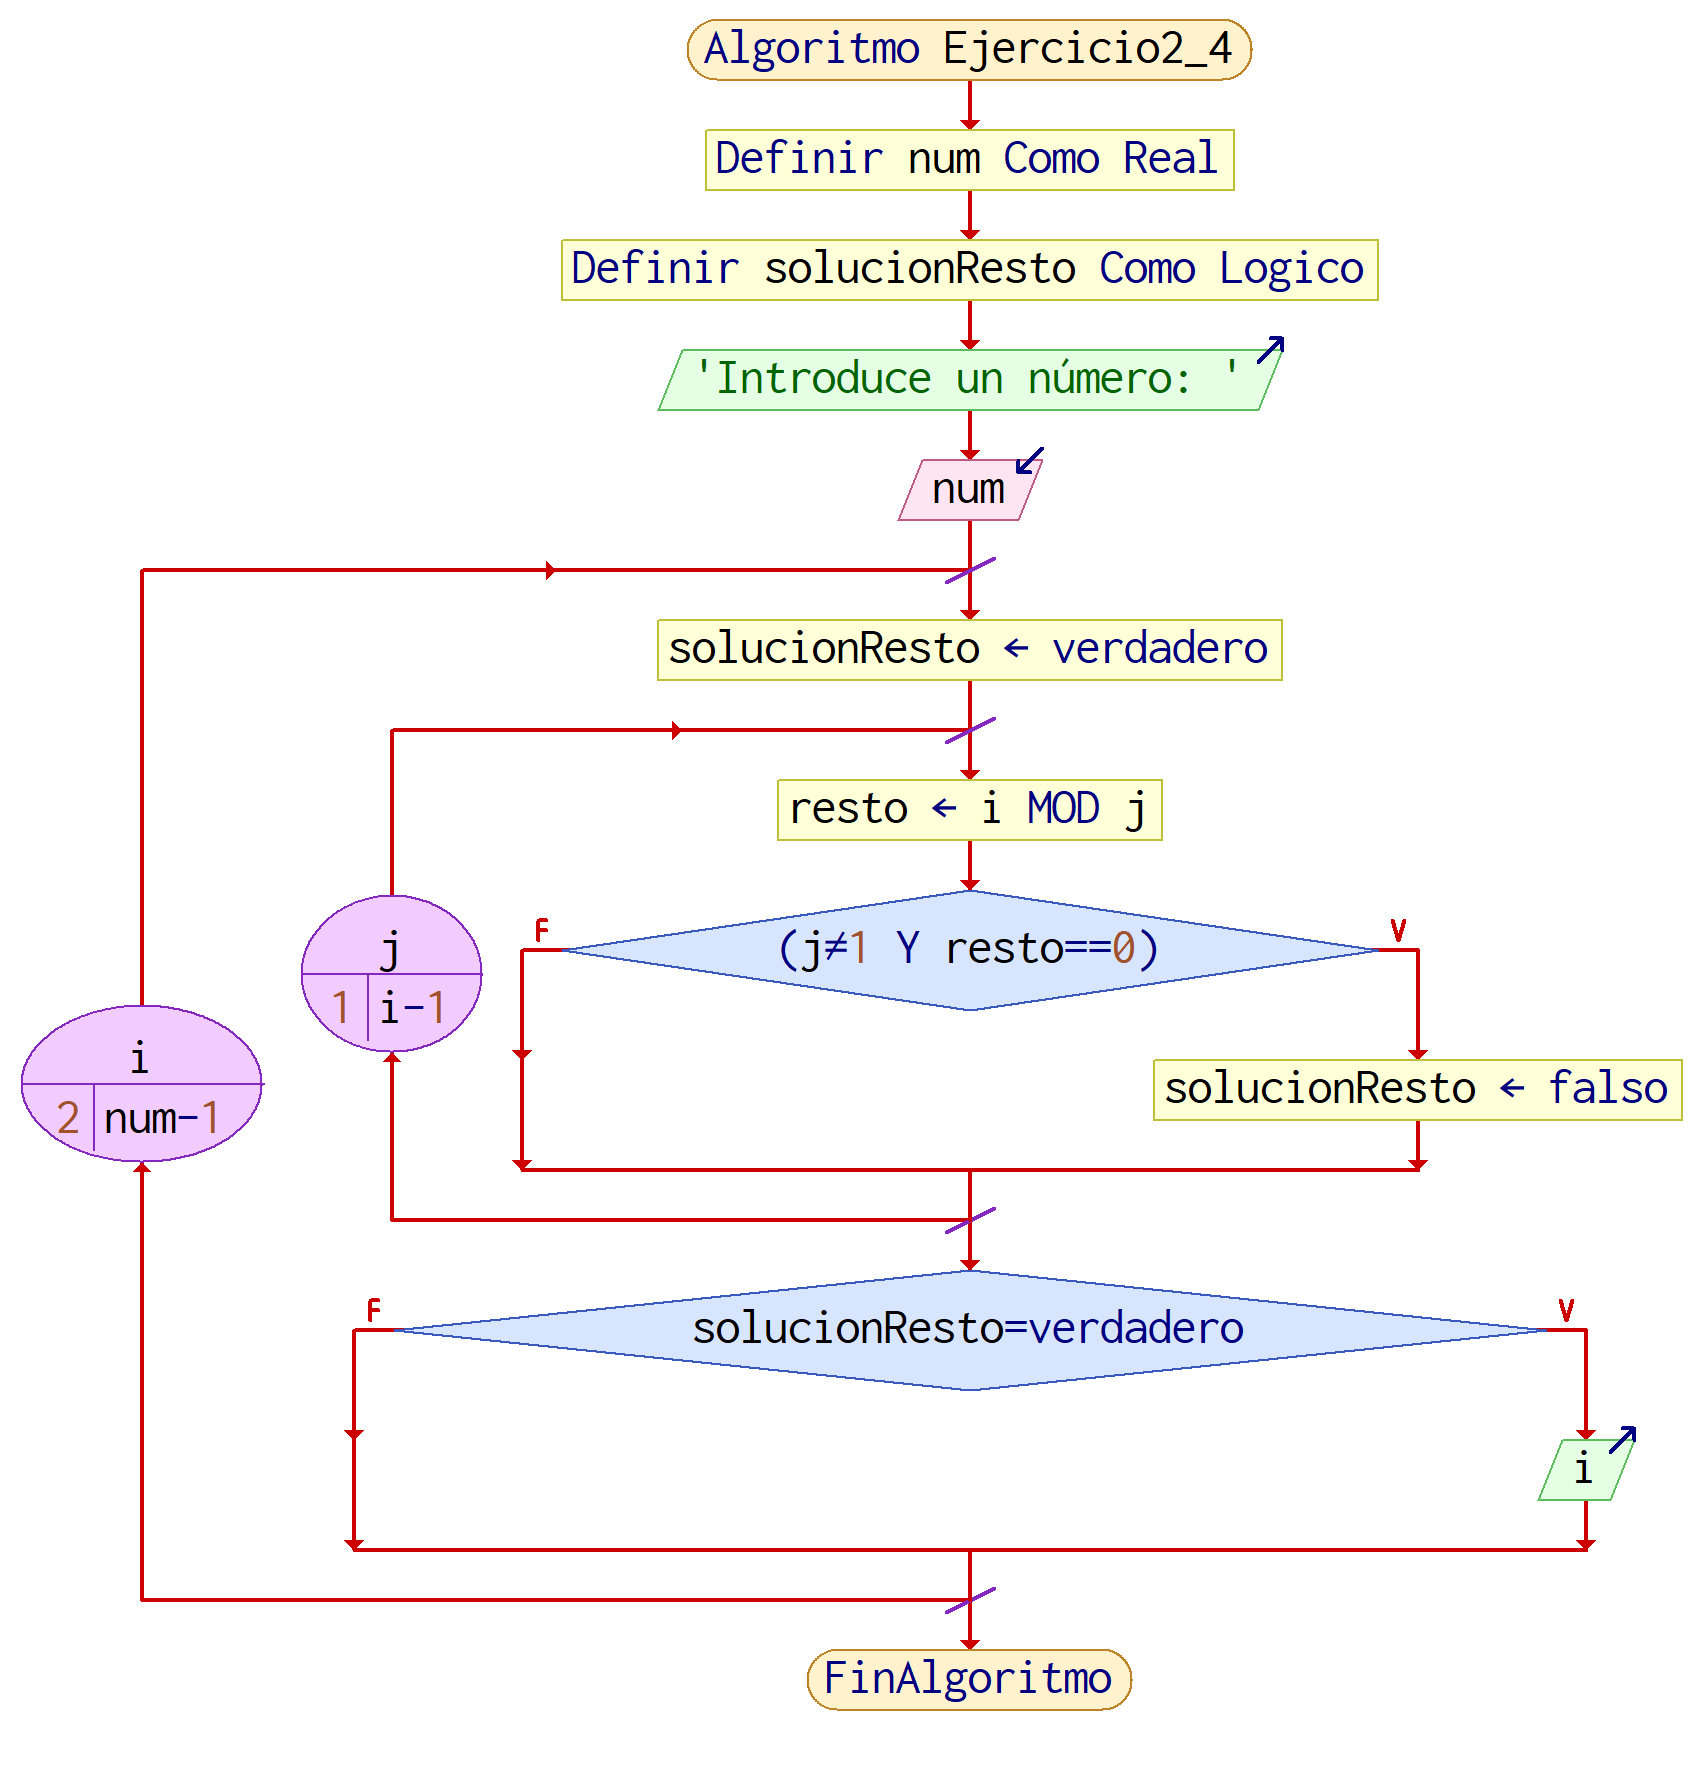 Algoritmo Ejercicio2_4
Definir num Como Real
Definir solucionResto Como Logico
'Introduce un número: '
num
solucionResto ← verdadero
resto ← i MOD j
j
1 i-1
F
(j≠1 Y resto==0)
V
i
2 num-1
solucionResto ← falso
F
solucionResto=verdadero
V
i
FinAlgoritmo